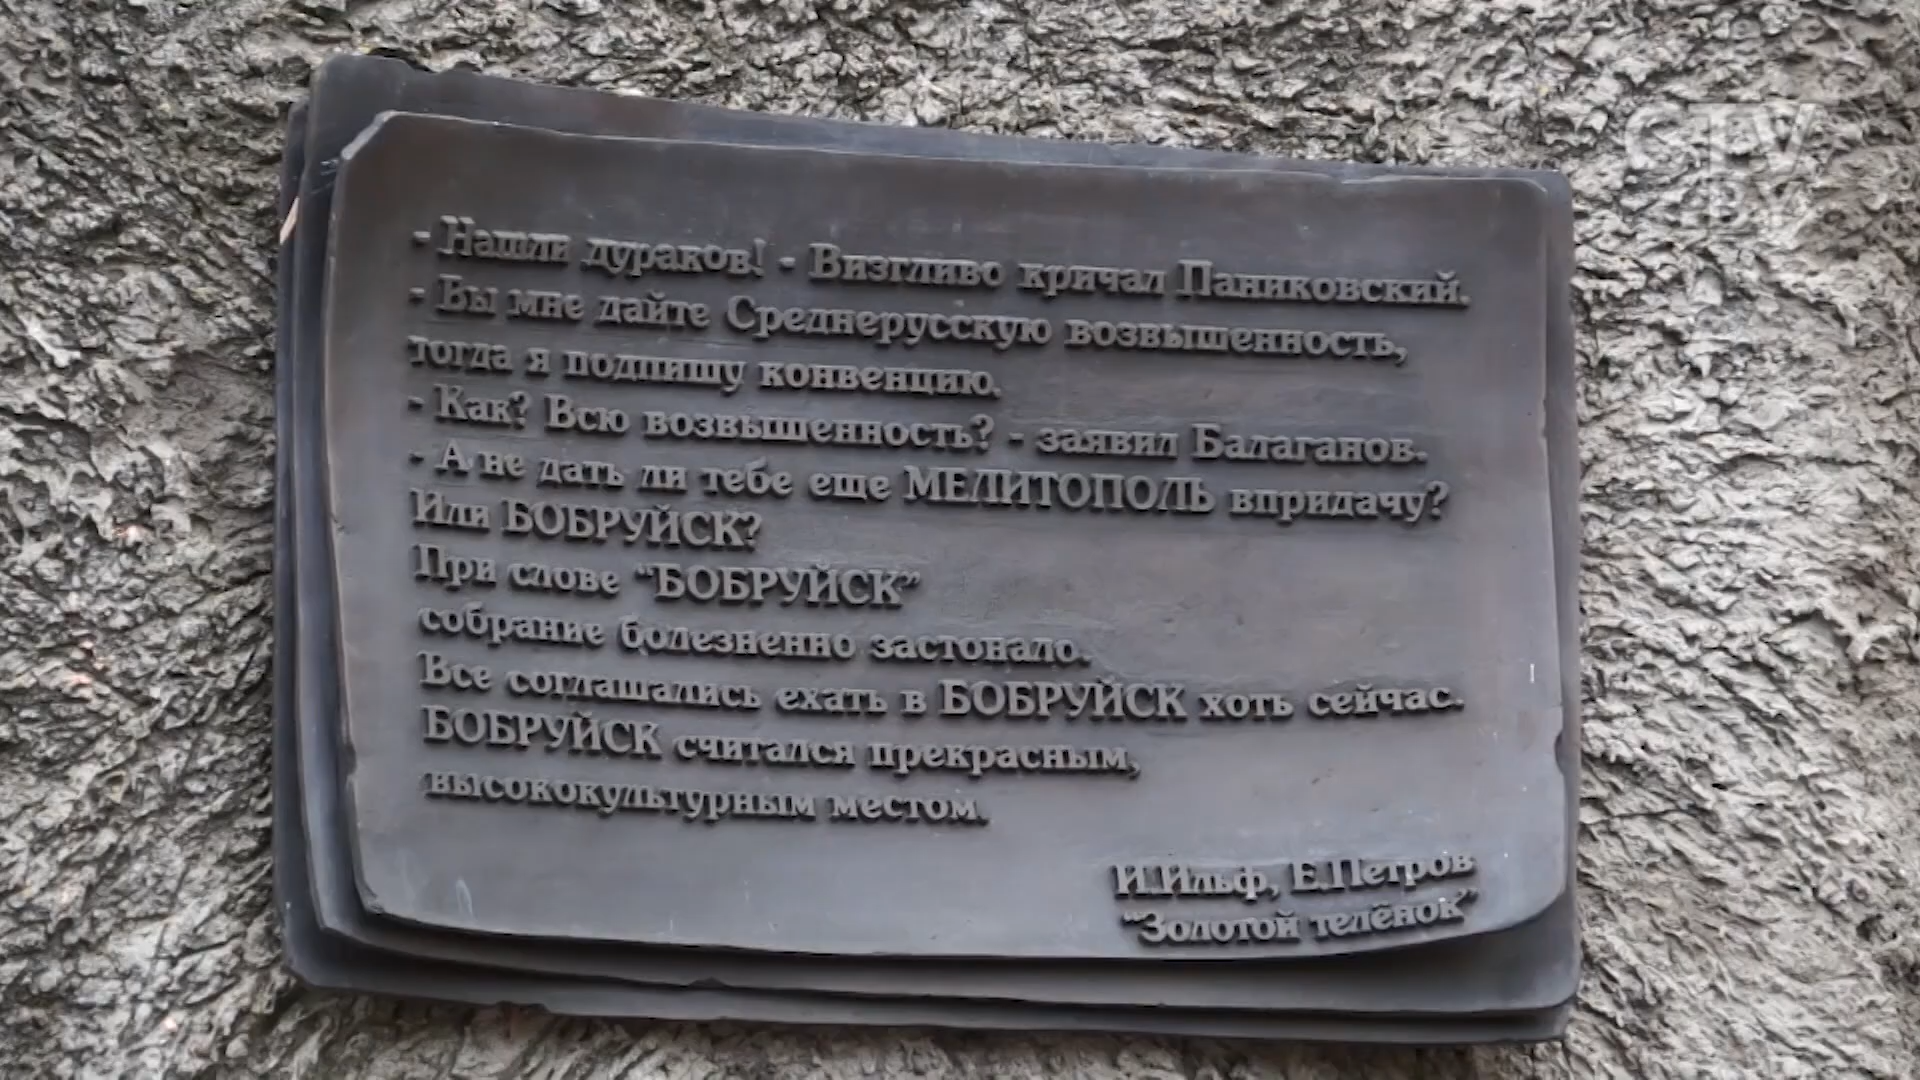 CTV
- Нашли дураков! - Визгливо кричал Паниковский.
- Вы мне дайте Среднерусскую возвышенность,
тогда я подпишу конвенцию.
- Как? Всю возвышенность? - заявил Балаганов.
- А не дать ли тебе еще МЕЛИТОПОЛЬ впридачу?
Или БОБРУЙСК?
При слове “БОБРУЙСК”
собрание болезненно застонало.
Все соглашались ехать в БОБРУЙСК хоть сейчас.
БОБРУЙСК считался прекрасным,
высококультурным местом.
И.Ильф, Е.Петров
“Золотой телёнок”